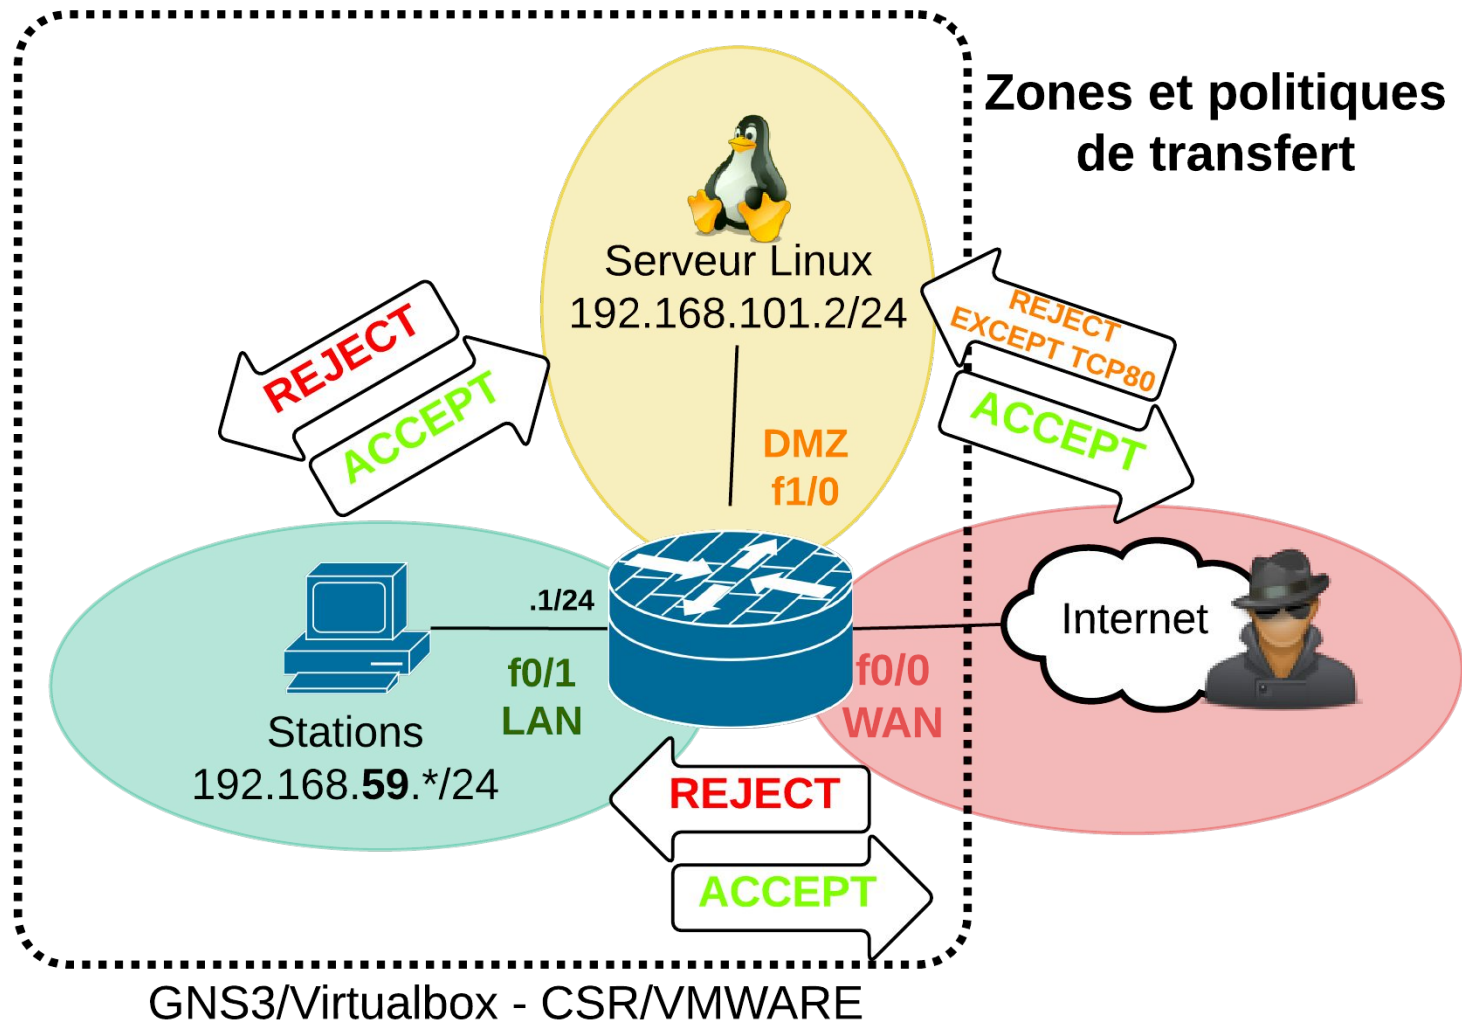 Zones et politiques
de transfert
Serveur Linux
192.168.101.2/24
REJECT
ACCEPT
REJECT
EXCEPT TCP80
ACCEPT
DMZ
f1/0
.1/24
f0/1
LAN
f0/0
WAN
Internet
Stations
192.168.59.*/24
REJECT
ACCEPT
GNS3/Virtualbox - CSR/VMWARE